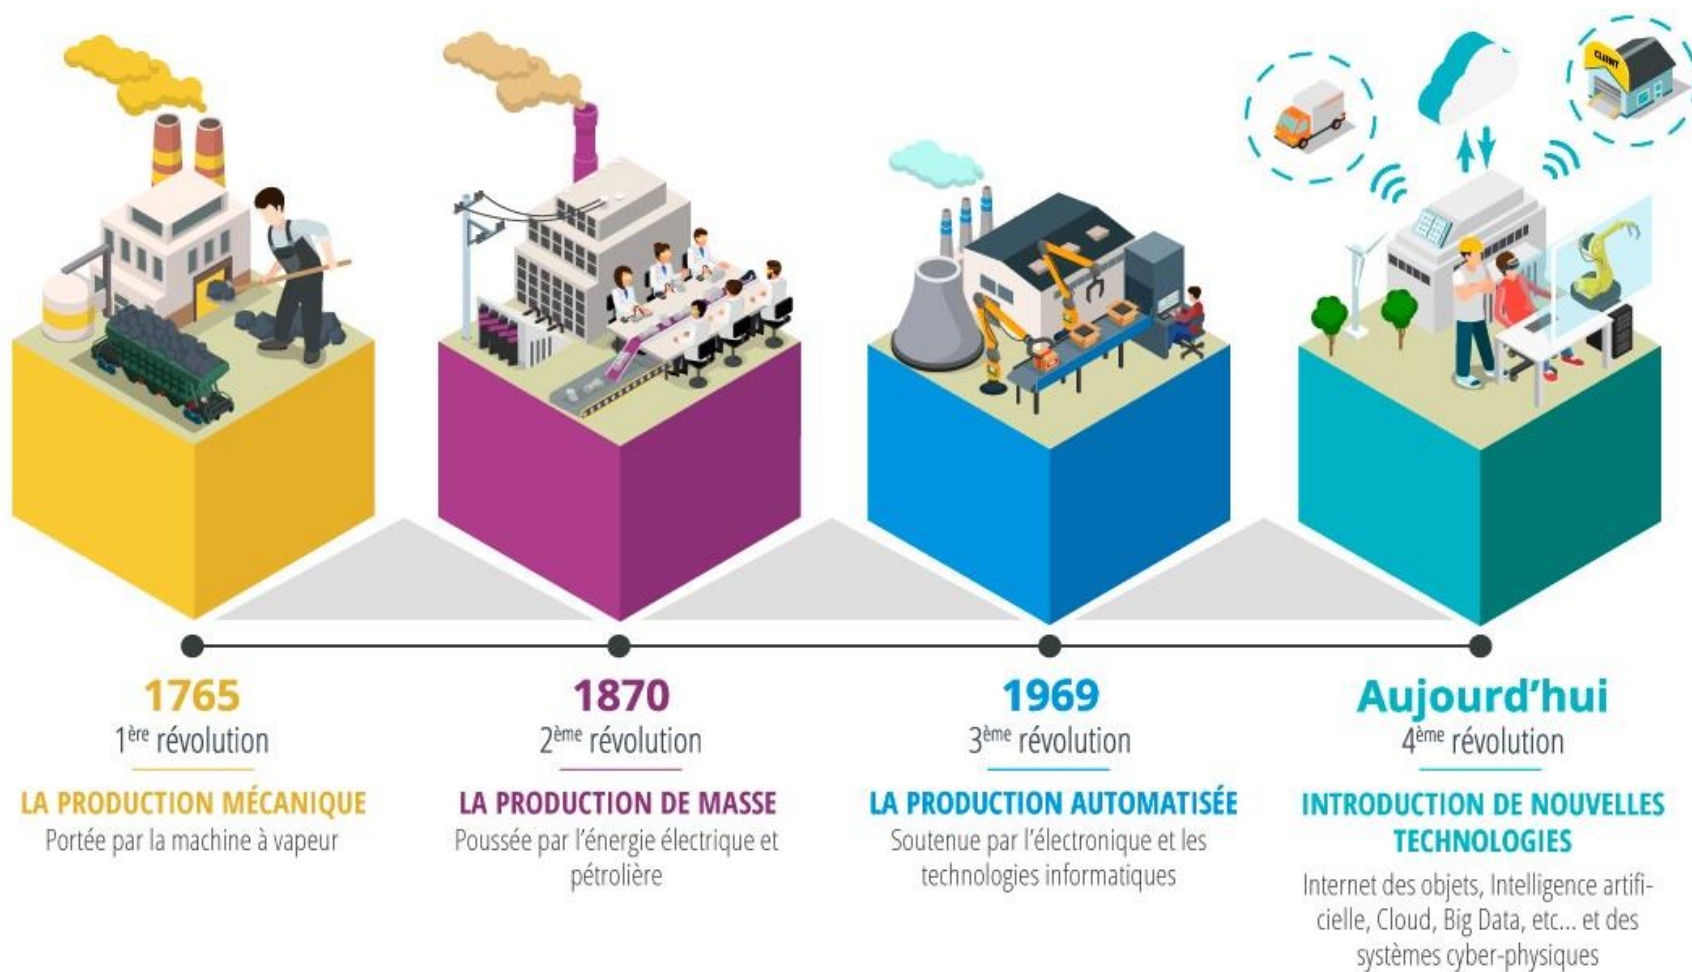 CLIENT
1765
1ère révolution
LA PRODUCTION MÉCANIQUE
Portée par la machine à vapeur
1870
2ème révolution
LA PRODUCTION DE MASSE
Poussée par l'énergie électrique et
pétrolière
1969
3ème révolution
LA PRODUCTION AUTOMATISÉE
Soutenue par l'électronique et les
technologies informatiques
Aujourd'hui
4ème révolution
INTRODUCTION DE NOUVELLES
TECHNOLOGIES
Internet des objets, Intelligence artifi-
cielle, Cloud, Big Data, etc... et des
systèmes cyber-physiques